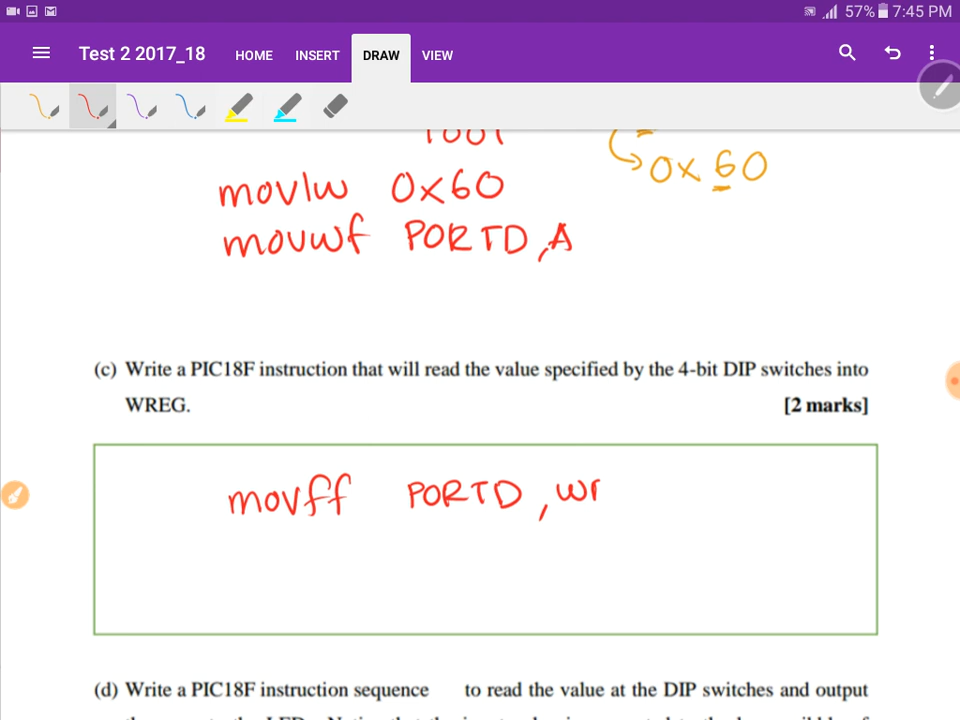 57% 7:45 PM
Test 2 2017_18 HOME INSERT DRAW VIEW
0x60
movlw 0x60
movwf PORTD,A
(c) Write a PIC18F instruction that will read the value specified by the 4-bit DIP switches into
WREG. [2 marks]
movff PORTD, wr
(d) Write a PIC18F instruction sequence to read the value at the DIP switches and output